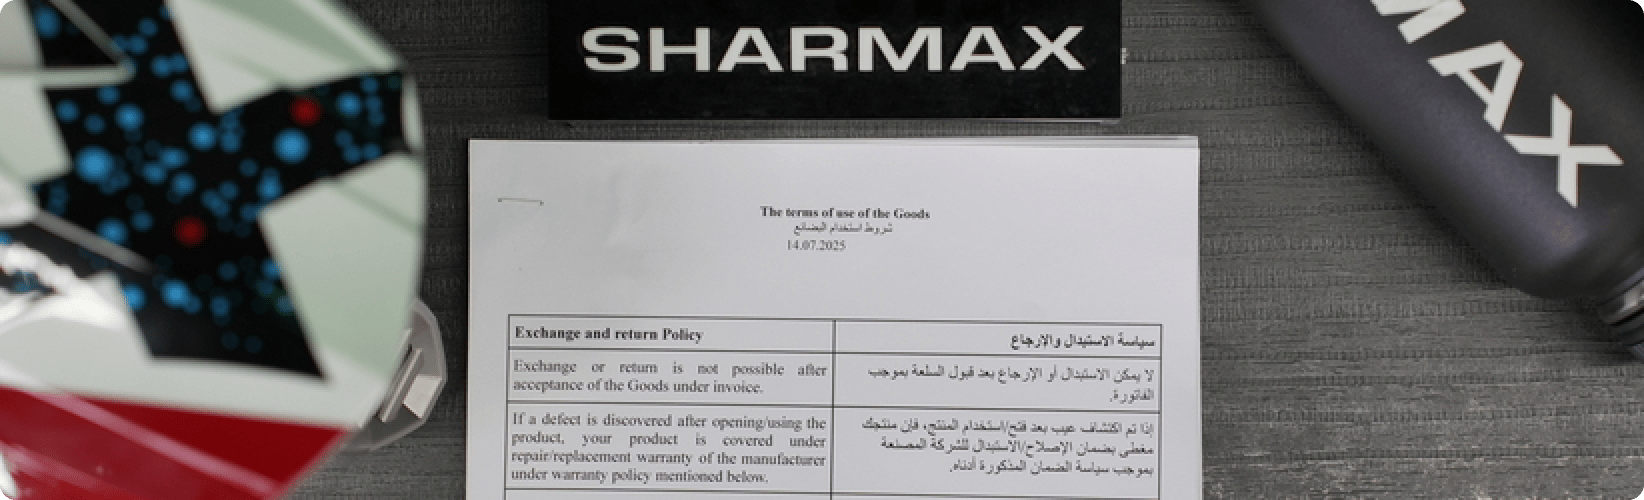 SHARMAX
MAX
The terms of use of the Goods
شروط استخدام البضائع
14.07.2025
Exchange and return Policy
سياسة الاستبدال والإرجاع
Exchange or return is not possible after
acceptance of the Goods under invoice.
لا يمكن الاستبدال أو الإرجاع بعد قبول السلعة بموجب
الفاتورة.
If a defect is discovered after opening/using the
product, your product is covered under
repair/replacement warranty of the manufacturer
under warranty policy mentioned below.
إذا تم اكتشاف عيب بعد فتح/استخدام المنتج، فإن منتجك
مغطى بضمان الإصلاح/الاستبدال للشركة المصنعة
بموجب سياسة الضمان المذكورة أدناه.